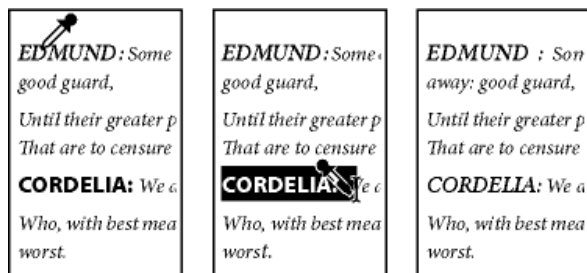 EDMUND: Some
good guard,
Until their greater p
That are to censure
CORDELIA: We a
Who, with best mea
worst.
EDMUND: Some
good guard,
Until their greater p
That are to censure
CORDELIA: We a
Who, with best mea
worst.
EDMUND : Som
away: good guard,
Until their greater p
That are to censure
CORDELIA: We a
Who, with best mea
worst.